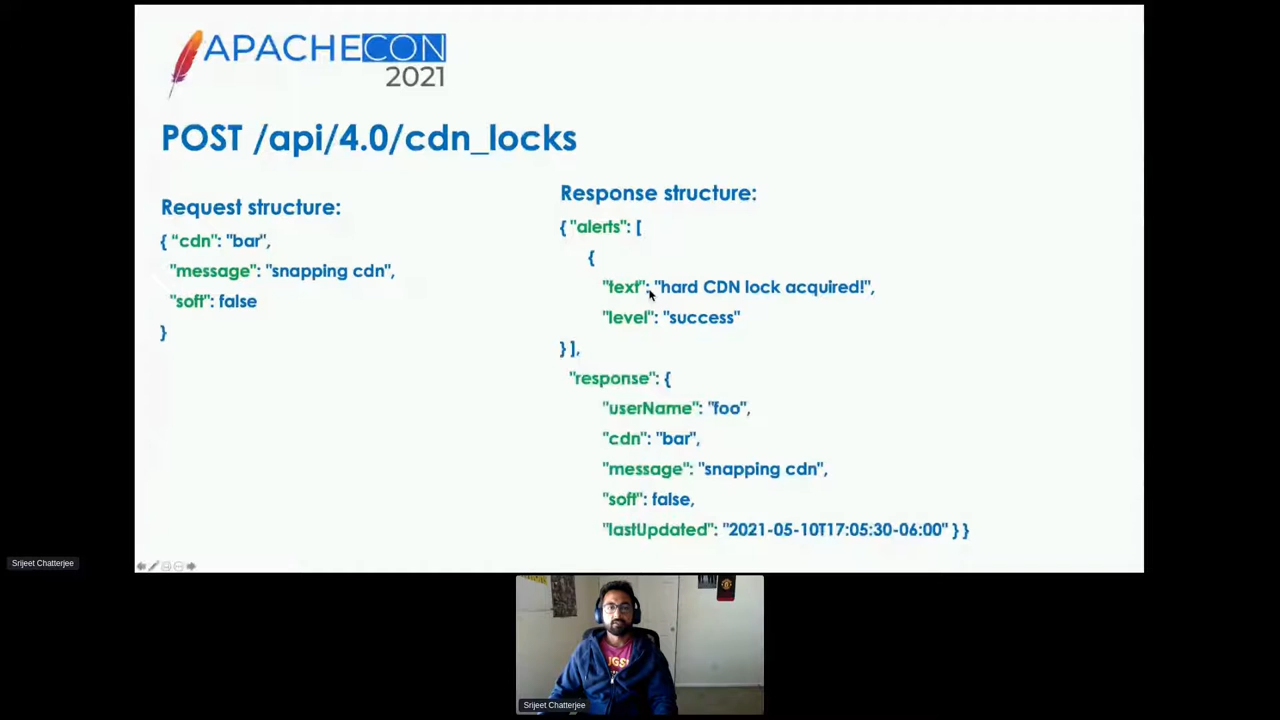 APACHECON
2021
POST /api/4.0/cdn_locks
Request structure:
{ “cdn": "bar",
"message": "snapping cdn",
"soft": false
}
Response structure:
{ "alerts": [
{
"text": "hard CDN lock acquired!",
"level": "success"
} ],
"response": {
"userName": "foo",
"cdn": "bar",
"message": "snapping cdn",
"soft": false,
"lastUpdated": "2021-05-10T17:05:30-06:00" } }
Srijeet Chatterjee
Srijeet Chatterjee